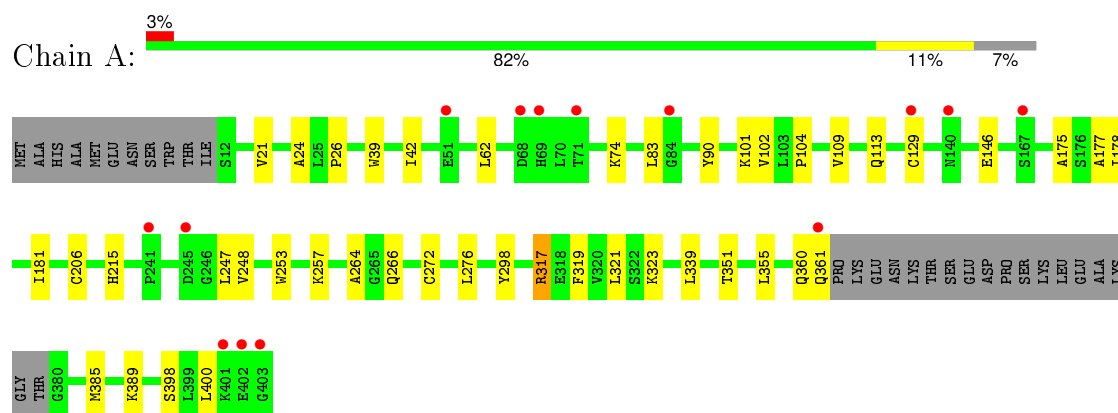 3%
Chain A:
82% 11% 7%
MET ALA HIS ALA MET GLU ASN SER TRP THR ILE S12 V21 A24 L25 P26 W39 I42 E51 L62 D68 H69 L70 T71 K74 L83 G84 Y90 K101 V102 L103 P104 V109 Q113 C129 N140 E146 S167 A175 S176 A177 I178
I181 C206 H215 P241 D245 G246 L247 V248 W253 K257 A264 G265 Q266 C272 L276 Y298 R317 E318 F319 V320 L321 S322 K323 L339 T351 L355 Q360 Q361 PRO LYS GLU ASN LYS THR SER GLU ASP PRO SER LYS LEU GLU ALA LYS
GLY THR G380 M385 K389 S398 L399 L400 K401 E402 G403